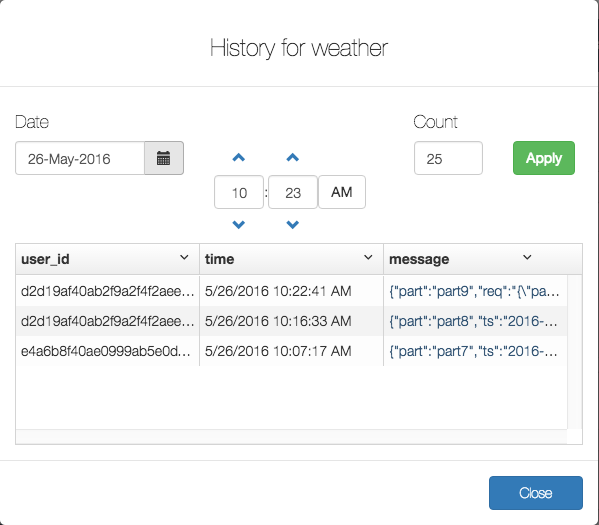 History for weather
Date
Count
26-May-2016
10 : 23 AM
25
Apply
user_id time message
d2d19af40ab2f9a2f4f2aee... 5/26/2016 10:22:41 AM {"part":"part9","req":"{\"pa...
d2d19af40ab2f9a2f4f2aee... 5/26/2016 10:16:33 AM {"part":"part8","ts":"2016-...
e4a6b8f40ae0999ab5e0d... 5/26/2016 10:07:17 AM {"part":"part7","ts":"2016-...
Close